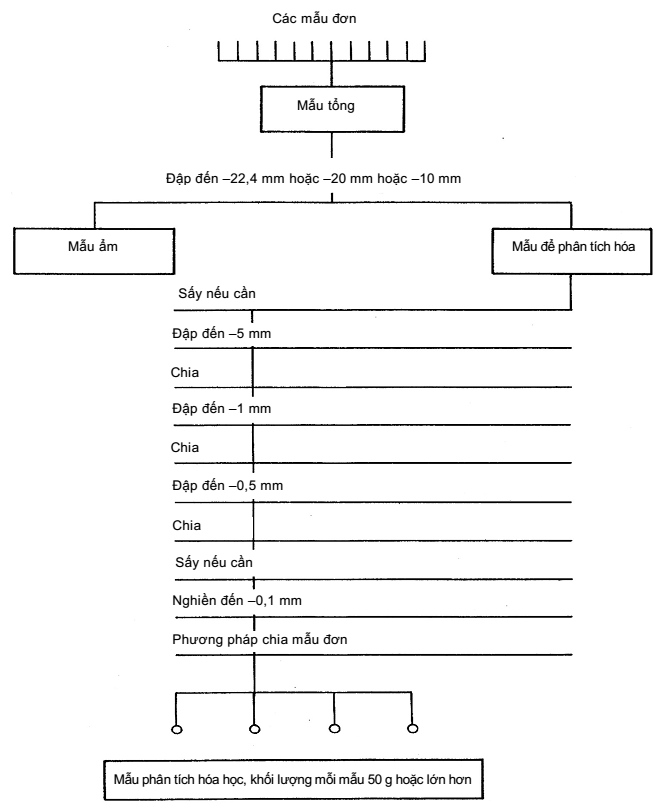 Các mẫu đơn
Mẫu tổng
Đập đến –22,4 mm hoặc –20 mm hoặc –10 mm
Mẫu ẩm
Mẫu để phân tích hóa
Sấy nếu cần
Đập đến –5 mm
Chia
Đập đến –1 mm
Chia
Đập đến –0,5 mm
Chia
Sấy nếu cần
Nghiền đến –0,1 mm
Phương pháp chia mẫu đơn
Mẫu phân tích hóa học, khối lượng mỗi mẫu 50 g hoặc lớn hơn